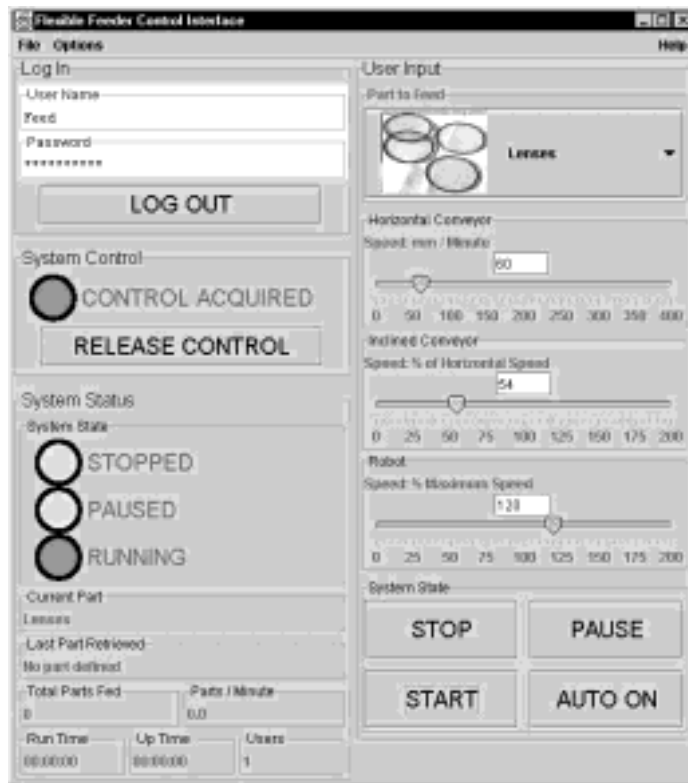 Flexible Feeder Control Interface
File Options Help
Log In
User Name
Feed
Password
**********
LOG OUT
System Control
CONTROL ACQUIRED
RELEASE CONTROL
System Status
System State
STOPPED
PAUSED
RUNNING
Current Part
Lenses
Last Part Retrieved
No part defined
Total Parts Fed
0
Parts / Minute
0.0
Run Time
00:00:00
Up Time
00:00:00
Users
1
User Input
Part to Feed
Lenses
Horizontal Conveyor
Speed: mm / Minute
60
0 50 100 150 200 250 300 350 400
Inclined Conveyor
Speed: % of Horizontal Speed
54
0 25 50 75 100 125 150 175 200
Robot
Speed: % Maximum Speed
120
0 25 50 75 100 125 150 175 200
System State
STOP PAUSE
START AUTO ON